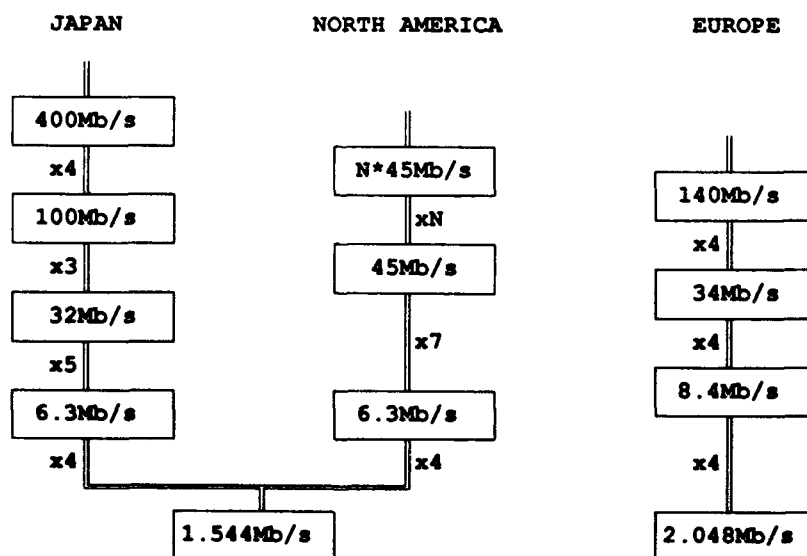 JAPAN
400Mb/s
x4
100Mb/s
x3
32Mb/s
x5
6.3Mb/s
x4
NORTH AMERICA
N*45Mb/s
xN
45Mb/s
x7
6.3Mb/s
x4
1.544Mb/s
EUROPE
140Mb/s
x4
34Mb/s
x4
8.4Mb/s
x4
2.048Mb/s